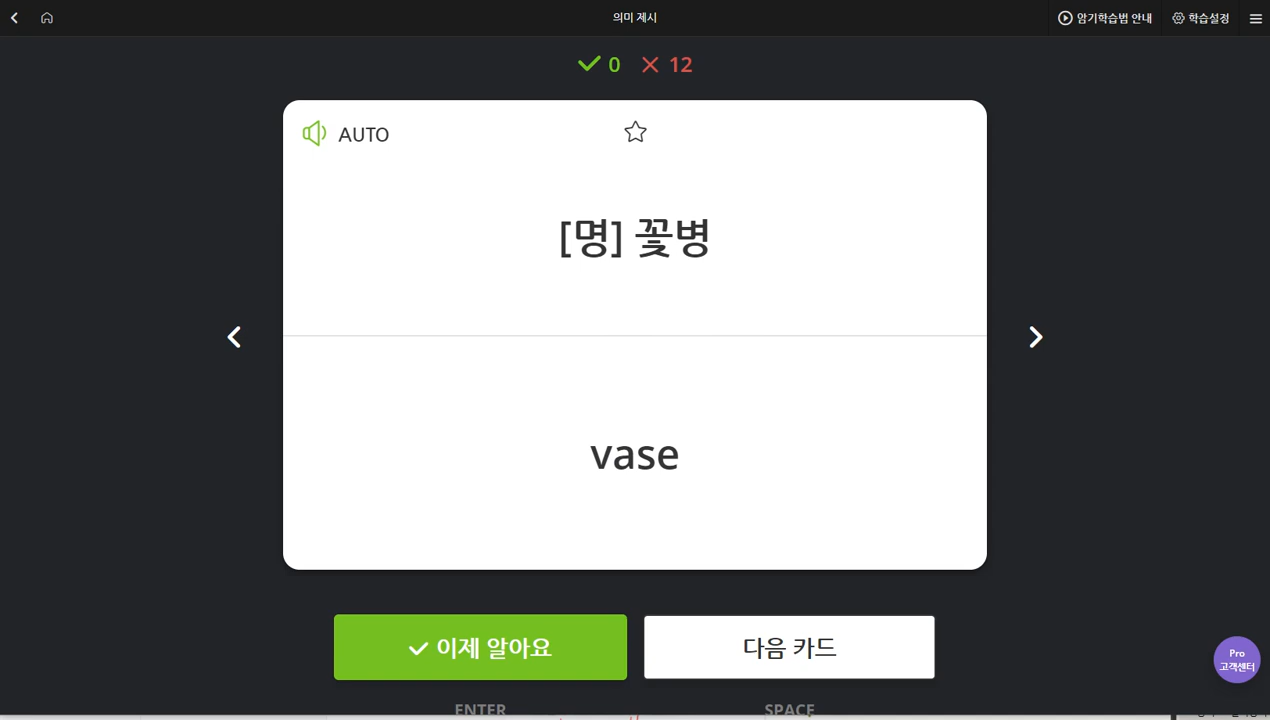 의미 제시
암기학습법 안내
학습설정
0
12
AUTO
[명] 꽃병
vase
이제 알아요
다음 카드
Pro
고객센터
ENTER
SPACE